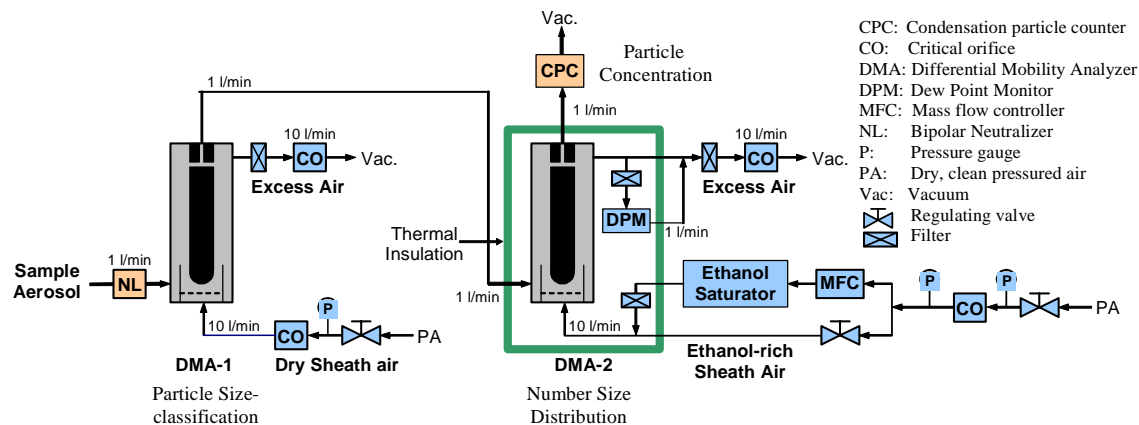 Vac.
CPC
Particle
Concentration
1 l/min
1 l/min
1 l/min
10 l/min
CO
Vac.
Excess Air
10 l/min
CO
Vac.
Excess Air
DPM
1 l/min
Thermal
Insulation
1 l/min
NL
Sample
Aerosol
1 l/min
Ethanol
Saturator
MFC
P
CO
P
PA
10 l/min
Ethanol-rich
Sheath Air
10 l/min
CO
P
PA
Dry Sheath air
DMA-1
Particle Size-
classification
DMA-2
Number Size
Distribution
CPC: Condensation particle counter
CO: Critical orifice
DMA: Differential Mobility Analyzer
DPM: Dew Point Monitor
MFC: Mass flow controller
NL: Bipolar Neutralizer
P: Pressure gauge
PA: Dry, clean pressured air
Vac: Vacuum
Regulating valve
Filter